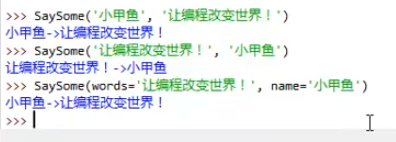 >>> SaySome('小甲鱼', '让编程改变世界！')
小甲鱼->让编程改变世界！
>>> SaySome('让编程改变世界！', '小甲鱼')
让编程改变世界！->小甲鱼
>>> SaySome(words='让编程改变世界！', name='小甲鱼')
小甲鱼->让编程改变世界！
>>>